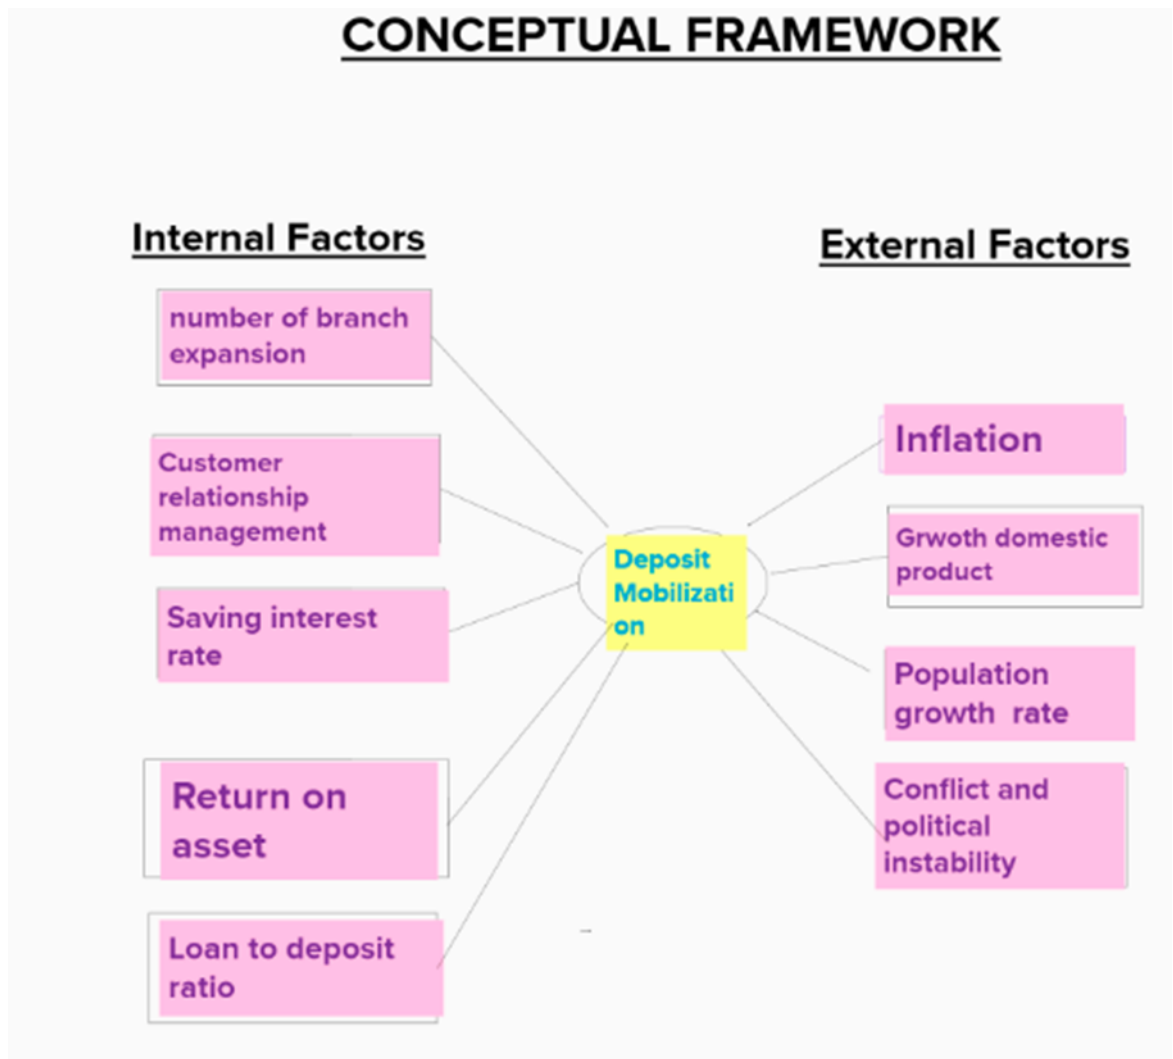 CONCEPTUAL FRAMEWORK
Internal Factors
number of branch
expansion
Customer
relationship
management
Saving interest
rate
Return on
asset
Loan to deposit
ratio
Deposit
Mobilizati
on
External Factors
Inflation
Grwoth domestic
product
Population
growth rate
Conflict and
political
instability